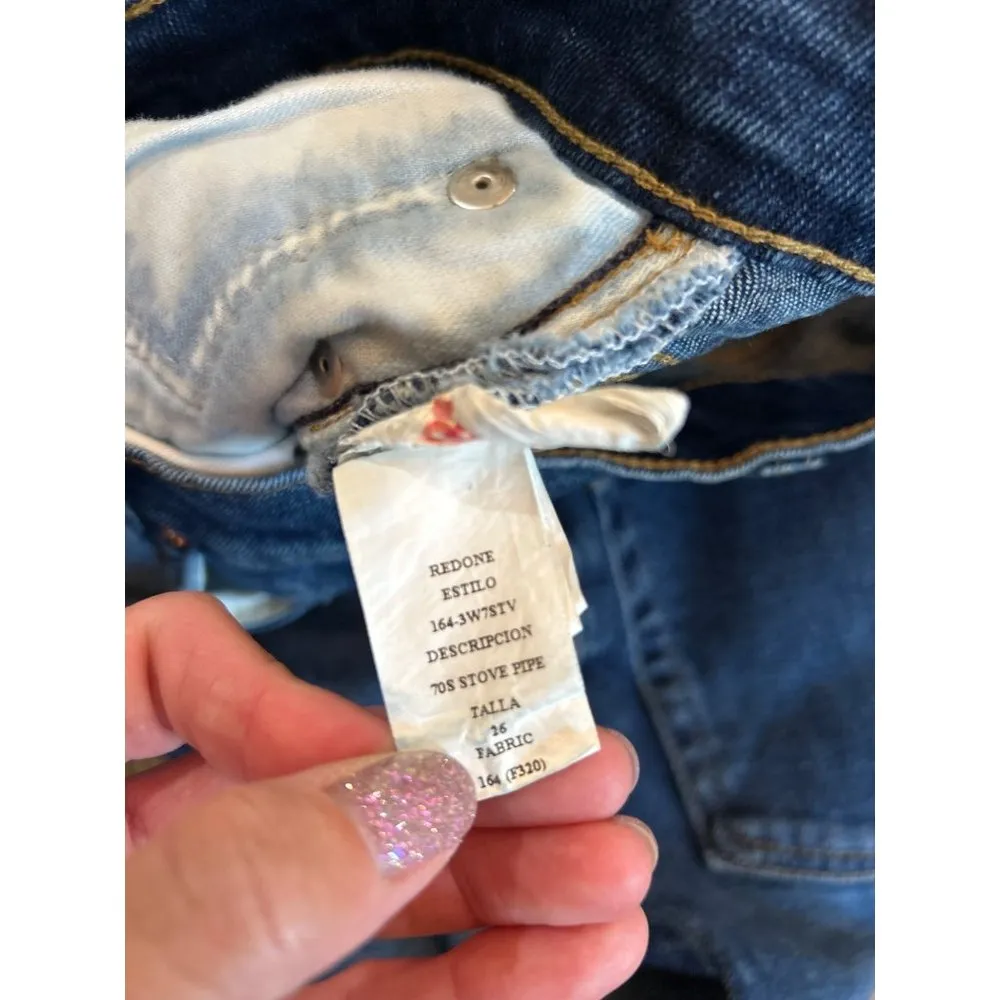 REDONE
ESTILO
164-3W7STV
DESCRIPCION
70S STOVE PIPE
TALLA
26
FABRIC
164 (F320)